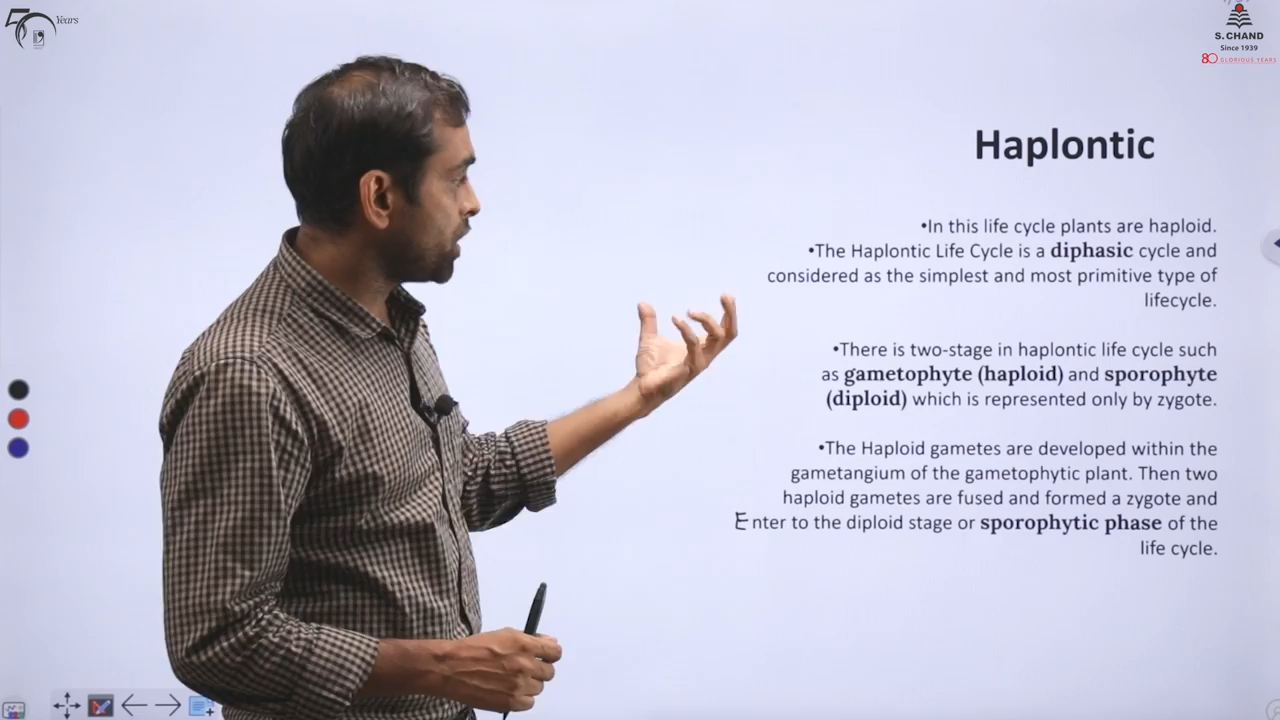 50 Years
S. CHAND
Since 1939
80 GLORIOUS YEARS
Haplontic
•In this life cycle plants are haploid.
•The Haplontic Life Cycle is a diphasic cycle and
considered as the simplest and most primitive type of
lifecycle.
•There is two-stage in haplontic life cycle such
as gametophyte (haploid) and sporophyte
(diploid) which is represented only by zygote.
•The Haploid gametes are developed within the
gametangium of the gametophytic plant. Then two
haploid gametes are fused and formed a zygote and
Enter to the diploid stage or sporophytic phase of the
life cycle.